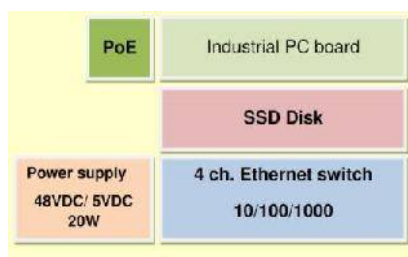 PoE
Industrial PC board
SSD Disk
Power supply
48VDC/ 5VDC
20W
4 ch. Ethernet switch
10/100/1000